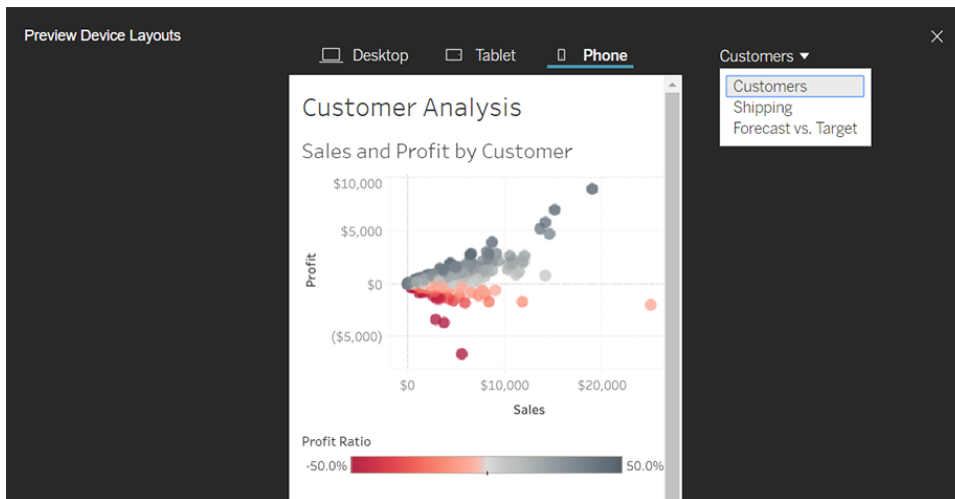 Preview Device Layouts
Desktop Tablet Phone
Customers
Customers
Shipping
Forecast vs. Target
Customer Analysis
Sales and Profit by Customer
$10,000
$5,000
$0
($5,000)
Profit
$0 $10,000 $20,000
Sales
Profit Ratio
-50.0% 50.0%